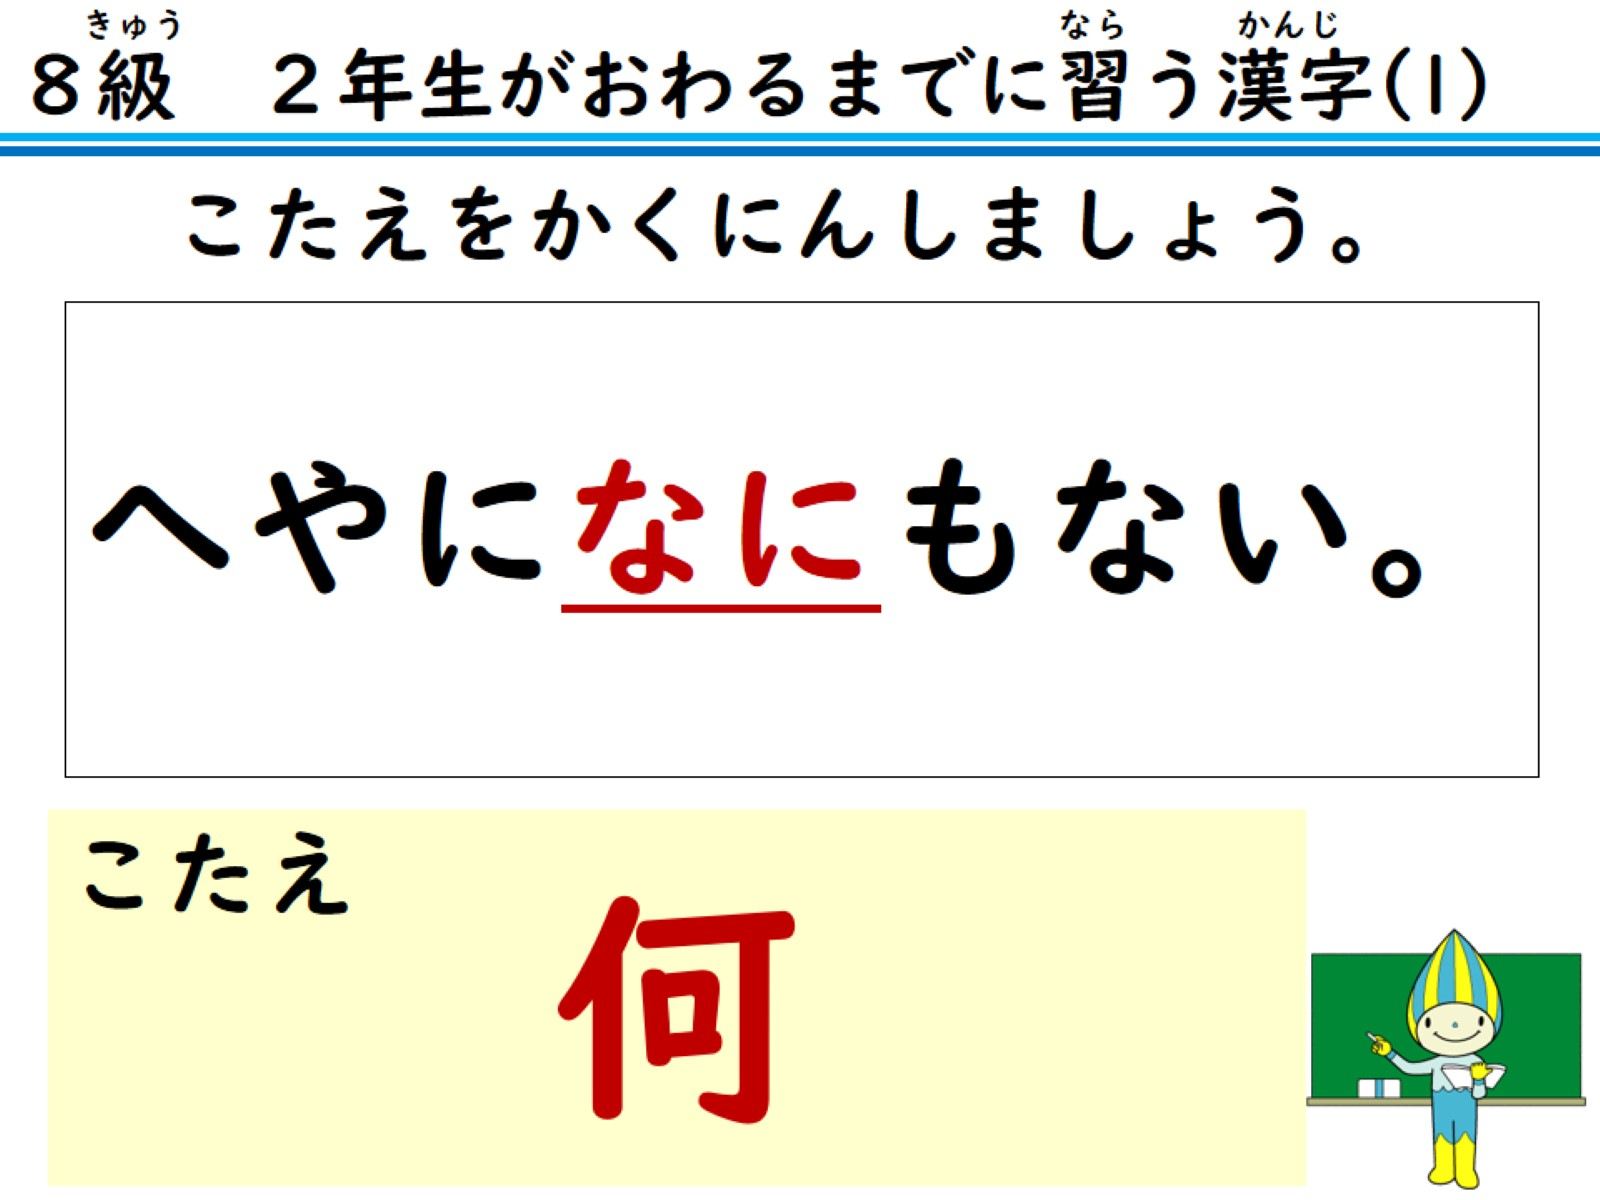 きゅう なら かんじ
８級　２年生がおわるまでに習う漢字(1)
こたえをかくにんしましょう。
へやになにもない。
こたえ
何